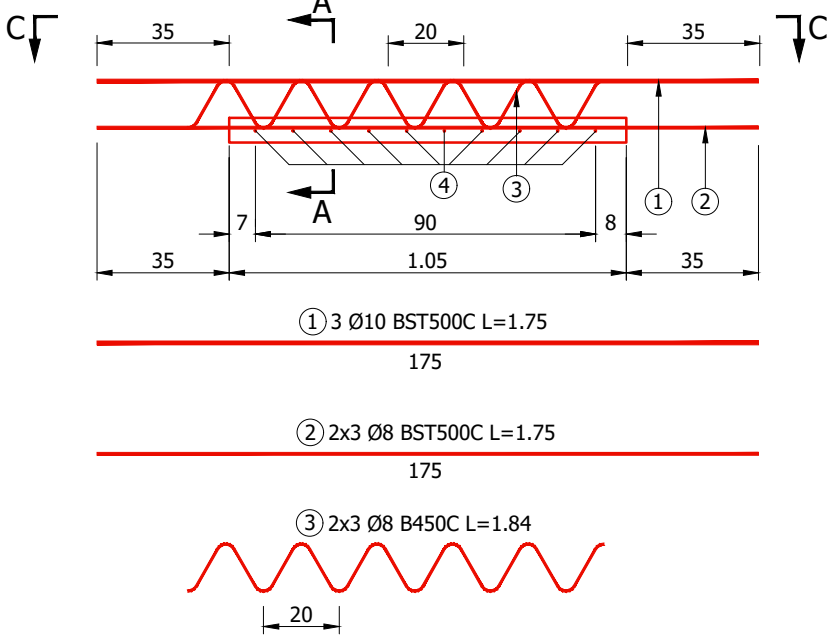 A
C 35 20 35 C
4 3 1 2
A
7 90 8
35 1.05 35
1 3 Ø10 BST500C L=1.75
175
2 2x3 Ø8 BST500C L=1.75
175
3 2x3 Ø8 B450C L=1.84
20